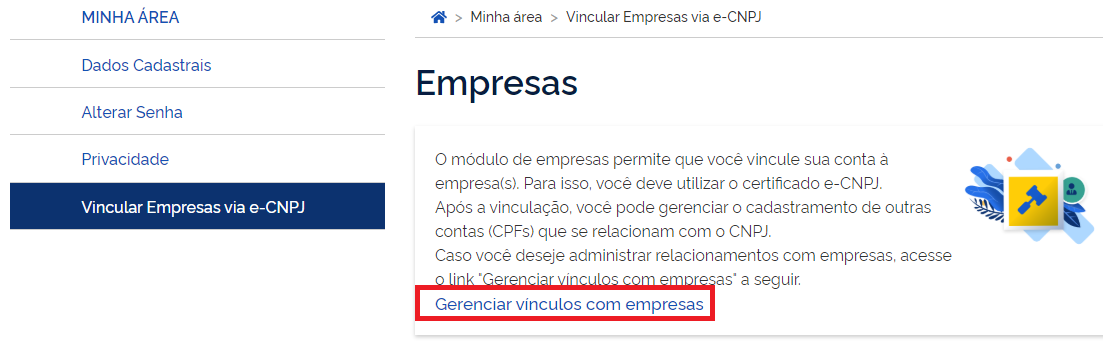 MINHA ÁREA
Dados Cadastrais
Alterar Senha
Privacidade
Vincular Empresas via e-CNPJ
> Minha área > Vincular Empresas via e-CNPJ
Empresas
O módulo de empresas permite que você vincule sua conta à
empresa(s). Para isso, você deve utilizar o certificado e-CNPJ.
Após a vinculação, você pode gerenciar o cadastramento de outras
contas (CPFs) que se relacionam com o CNPJ.
Caso você deseje administrar relacionamentos com empresas, acesse
o link "Gerenciar vínculos com empresas" a seguir.
Gerenciar vínculos com empresas